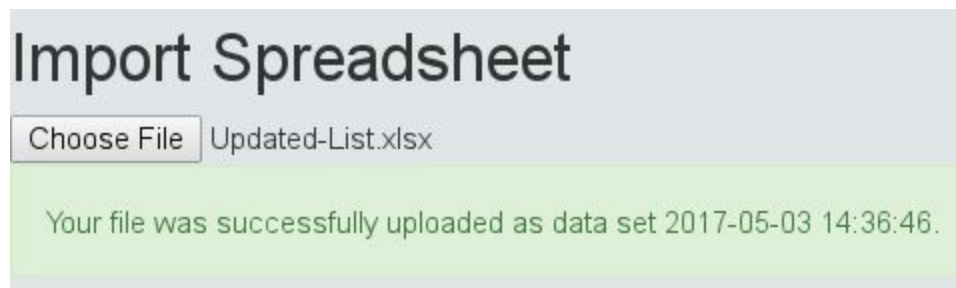 Import Spreadsheet
Choose File Updated-List.xlsx
Your file was successfully uploaded as data set 2017-05-03 14:36:46.